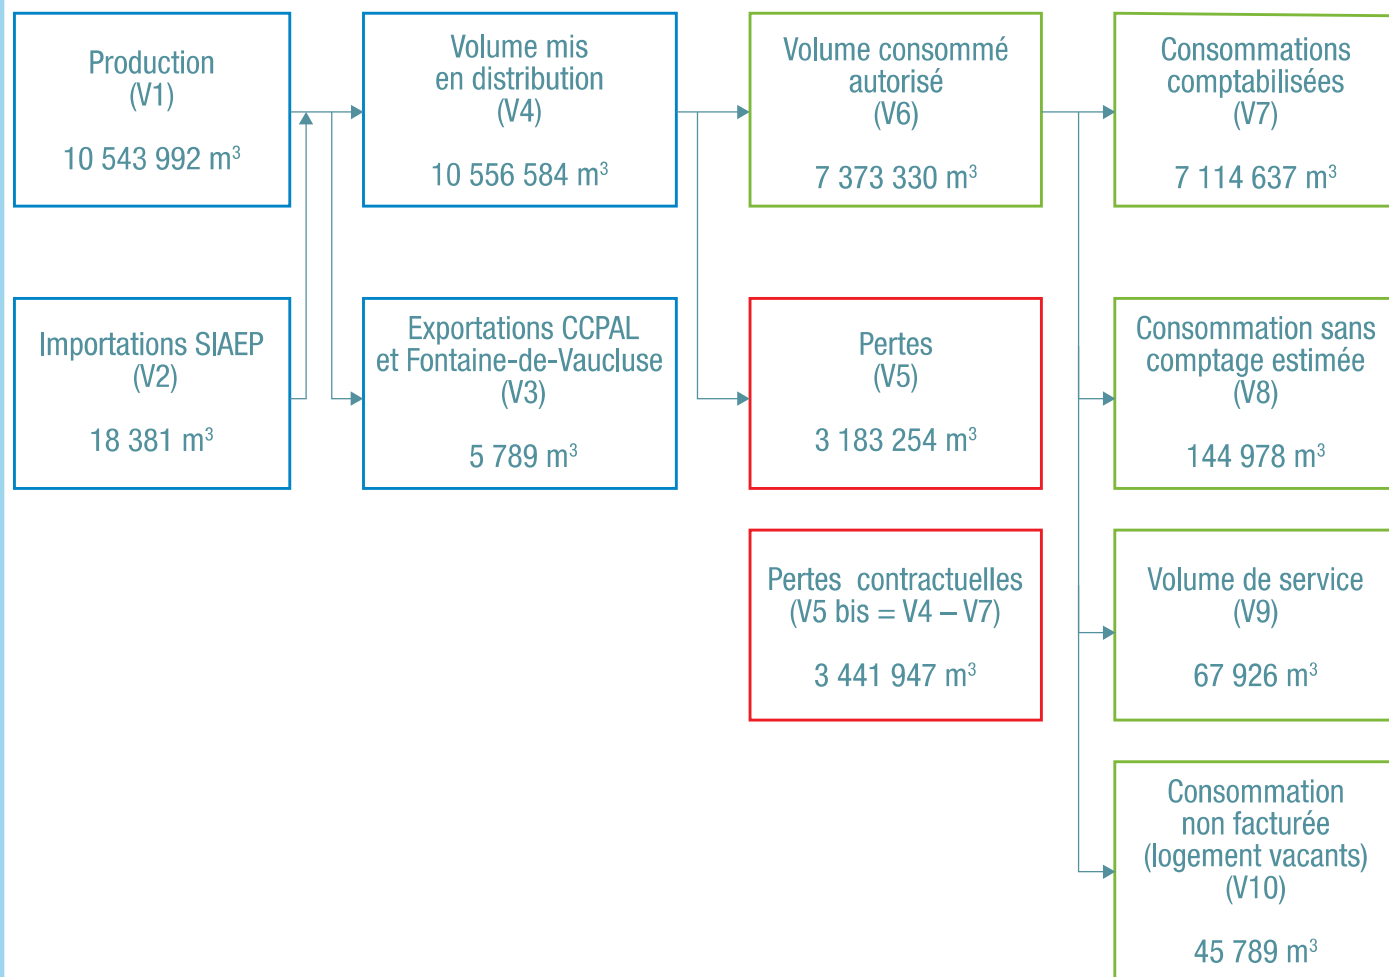 Production
(V1)
10 543 992 m³
Volume mis
en distribution
(V4)
10 556 584 m³
Volume consommé
autorisé
(V6)
7 373 330 m³
Consommations
comptabilisées
(V7)
7 114 637 m³
Importations SIAEP
(V2)
18 381 m³
Exportations CCPAL
et Fontaine-de-Vaucluse
(V3)
5 789 m³
Pertes
(V5)
3 183 254 m³
Consommation sans
comptage estimée
(V8)
144 978 m³
Pertes contractuelles
(V5 bis = V4 – V7)
3 441 947 m³
Volume de service
(V9)
67 926 m³
Consommation
non facturée
(logement vacants)
(V10)
45 789 m³